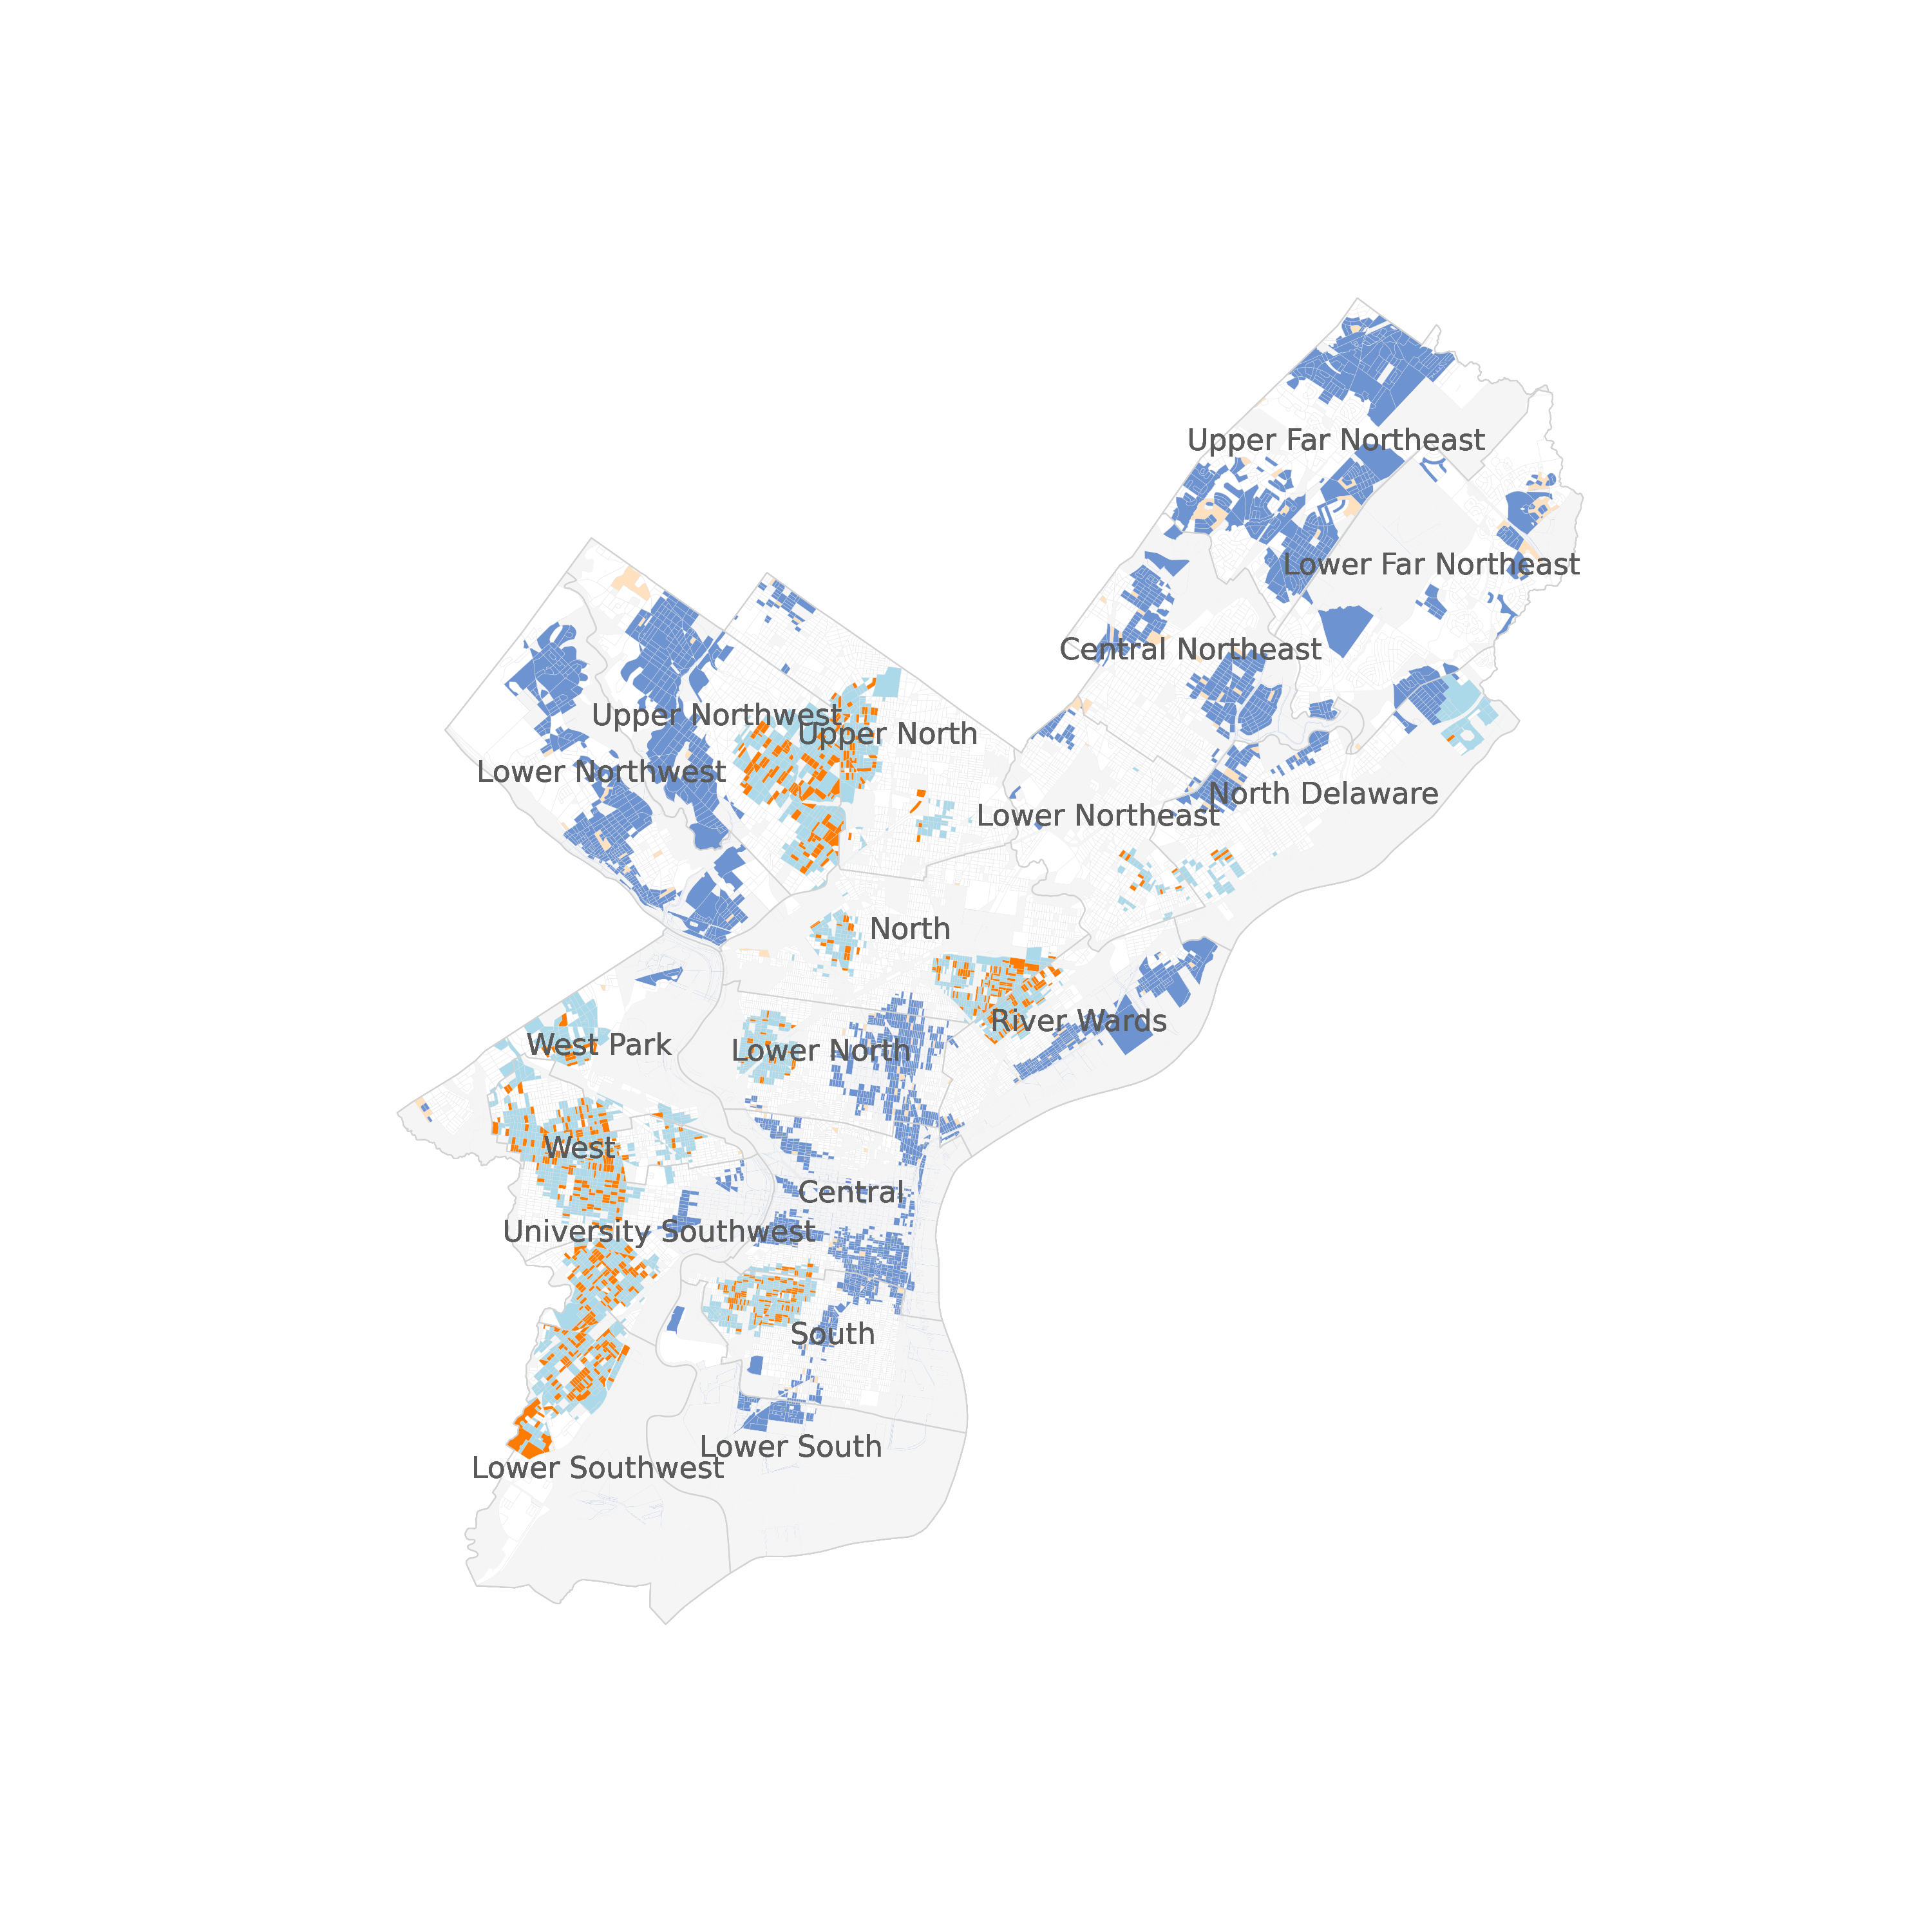 Upper Far Northeast
Lower Far Northeast
Central Northeast
Upper Northwest
Upper North
Lower Northwest
North Delaware
Lower Northeast
North
River Wards
West Park
Lower North
West
Central
University Southwest
South
Lower South
Lower Southwest